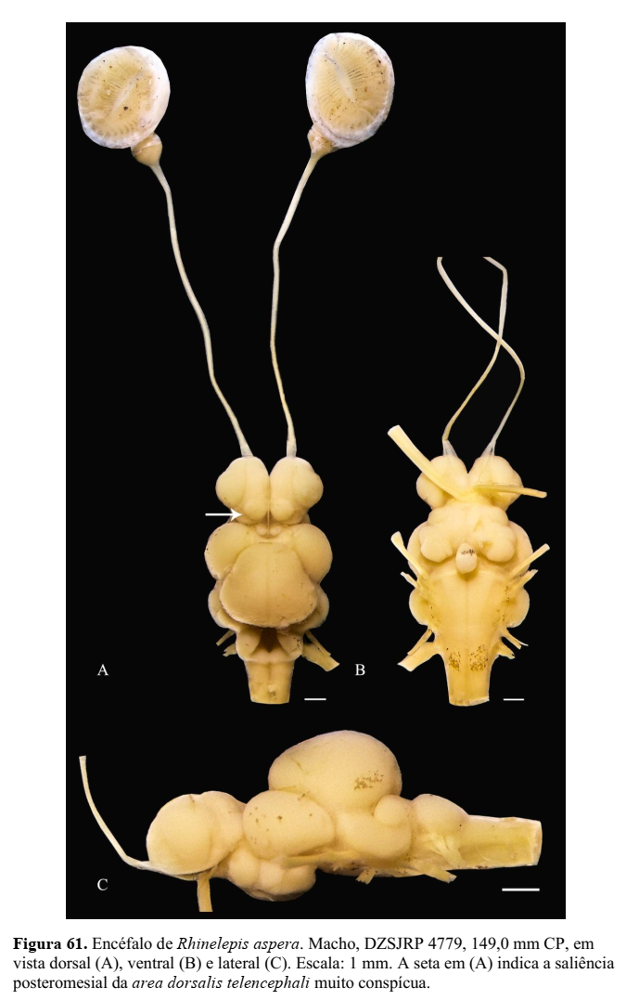 A
B
C
Figura 61. Encéfalo de Rhinelepis aspera. Macho, DZSJRP 4779, 149,0 mm CP, em
vista dorsal (A), ventral (B) e lateral (C). Escala: 1 mm. A seta em (A) indica a saliência
posteromesial da area dorsalis telencephali muito conspícua.